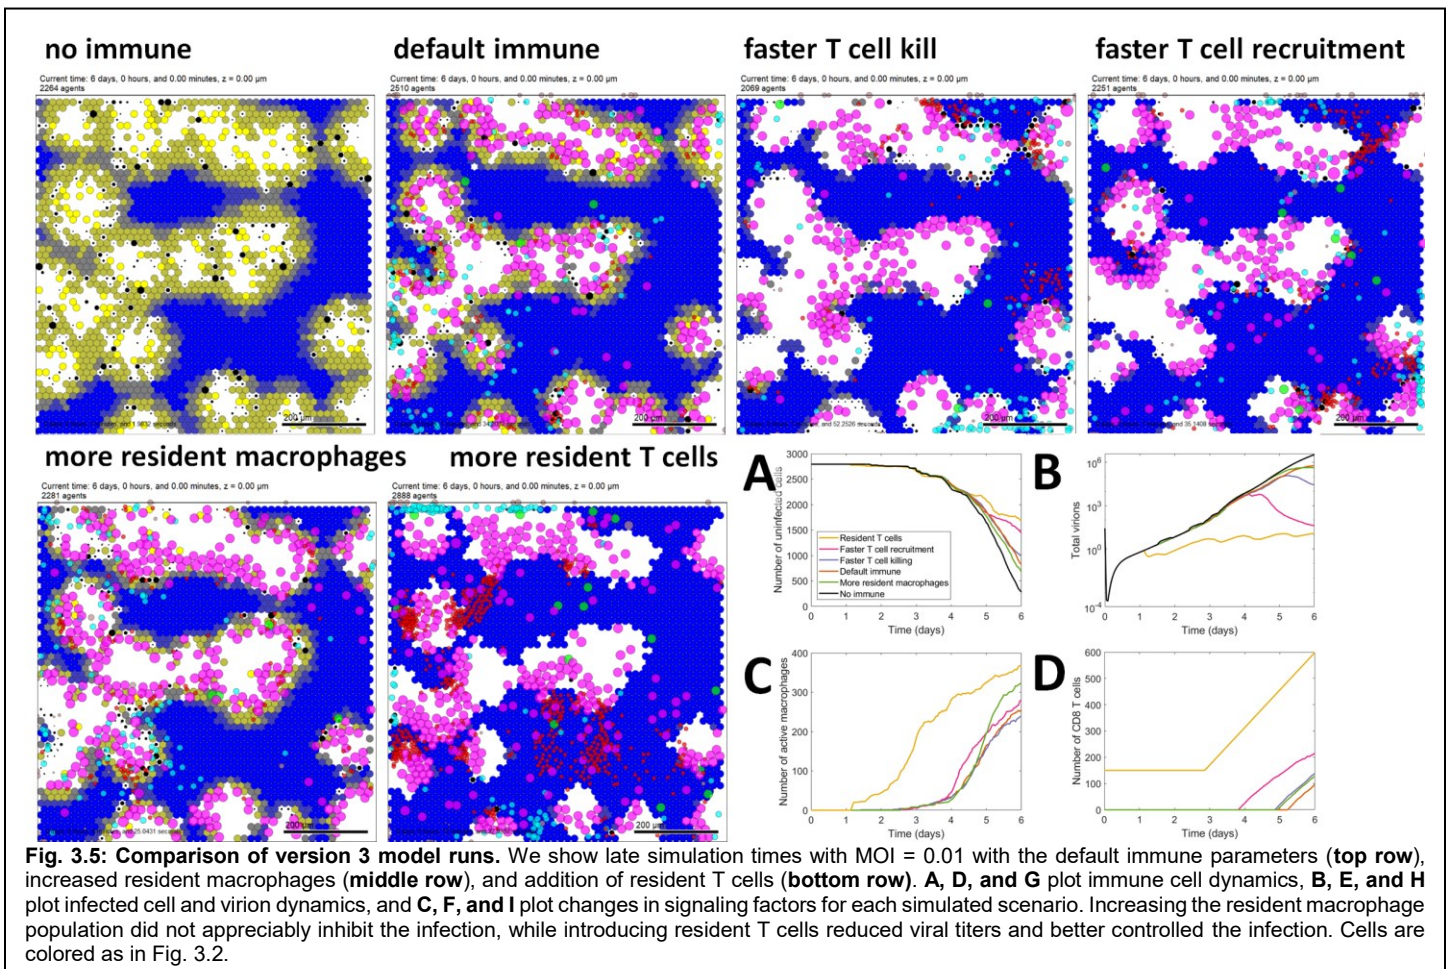 no immune
Current time: 6 days, 0 hours, and 0.00 minutes, z = 0.00 µm
2264 agents
200 µm
default immune
Current time: 6 days, 0 hours, and 0.00 minutes, z = 0.00 µm
2510 agents
200 µm
faster T cell kill
Current time: 6 days, 0 hours, and 0.00 minutes, z = 0.00 µm
2069 agents
200 µm
faster T cell recruitment
Current time: 6 days, 0 hours, and 0.00 minutes, z = 0.00 µm
2251 agents
200 µm
more resident macrophages
Current time: 6 days, 0 hours, and 0.00 minutes, z = 0.00 µm
2281 agents
200 µm
more resident T cells
Current time: 6 days, 0 hours, and 0.00 minutes, z = 0.00 µm
2888 agents
200 µm
A
Number of uninfected cells
3000
2500
2000
1500
1000
500
0
Resident T cells
Faster T cell recruitment
Faster T cell killing
Default immune
More resident macrophages
No immune
0 1 2 3 4 5 6
Time (days)
B
Total virions
10^6
10^3
10^0
10^-4
0 1 2 3 4 5 6
Time (days)
C
Number of active macrophages
400
300
200
100
0
0 1 2 3 4 5 6
Time (days)
D
Number of CD8 T cells
600
500
400
300
200
100
0
0 1 2 3 4 5 6
Time (days)
Fig. 3.5: Comparison of version 3 model runs. We show late simulation times with MOI = 0.01 with the default immune parameters (top row),
increased resident macrophages (middle row), and addition of resident T cells (bottom row). A, D, and G plot immune cell dynamics, B, E, and H
plot infected cell and virion dynamics, and C, F, and I plot changes in signaling factors for each simulated scenario. Increasing the resident macrophage
population did not appreciably inhibit the infection, while introducing resident T cells reduced viral titers and better controlled the infection. Cells are
colored as in Fig. 3.2.